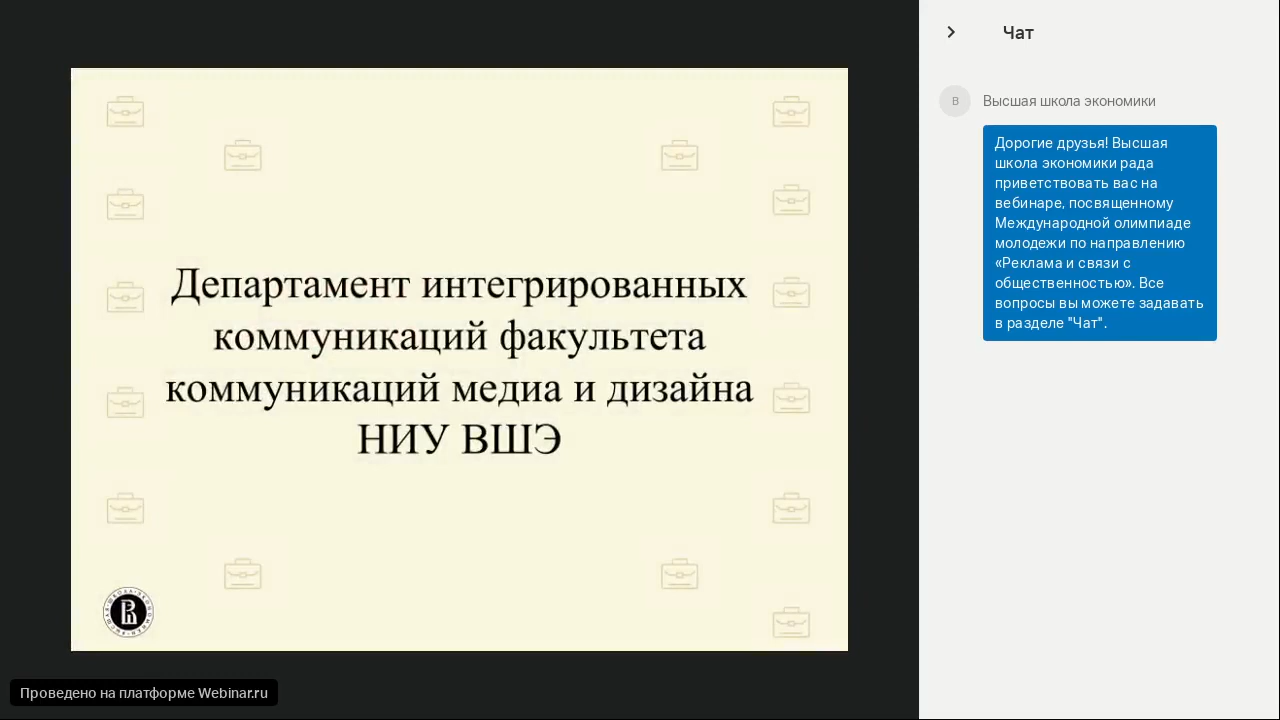 Департамент интегрированных
коммуникаций факультета
коммуникаций медиа и дизайна
НИУ ВШЭ
Проведено на платформе Webinar.ru
Чат
В
Высшая школа экономики
Дорогие друзья! Высшая
школа экономики рада
приветствовать вас на
вебинаре, посвященному
Международной олимпиаде
молодежи по направлению
«Реклама и связи с
общественностью». Все
вопросы вы можете задавать
в разделе "Чат".